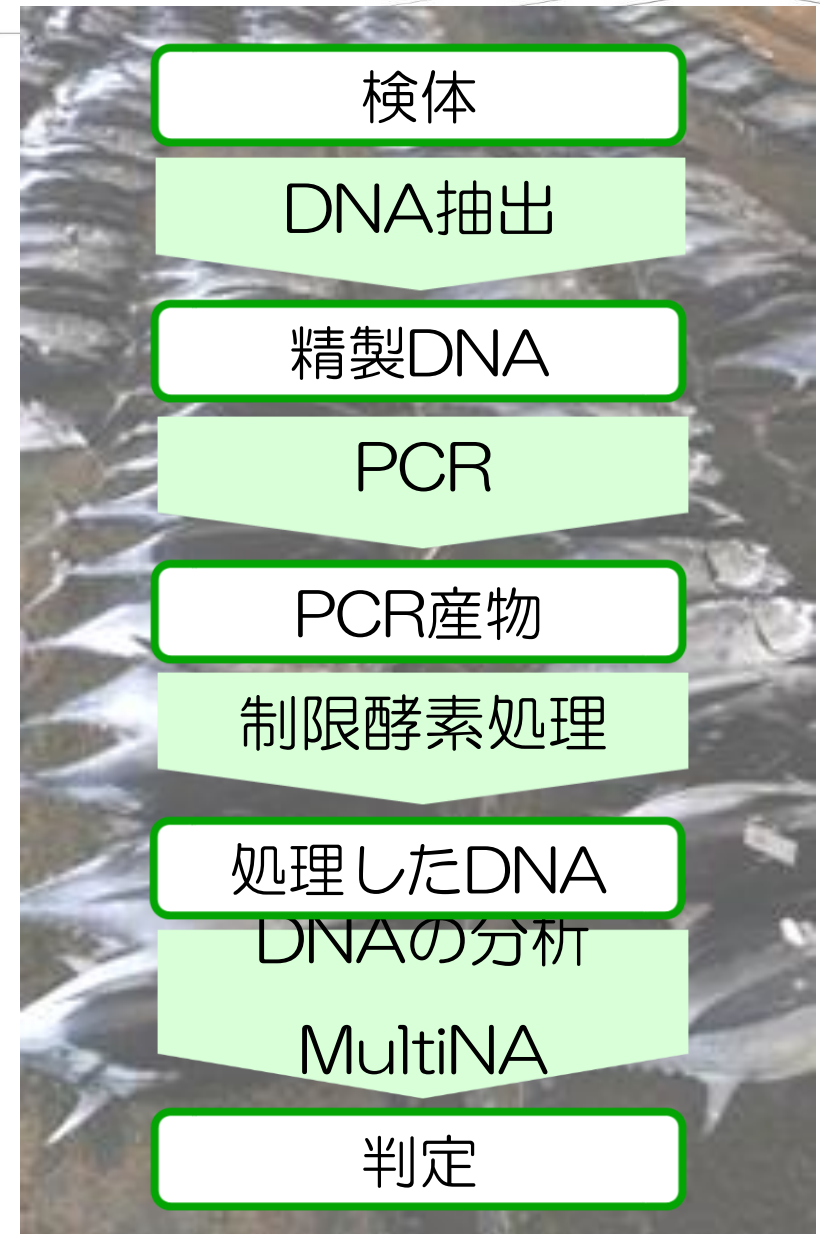 検体
DNA抽出
精製DNA
PCR
PCR産物
制限酵素処理
処理したDNA
DNAの分析
MultiNA
判定